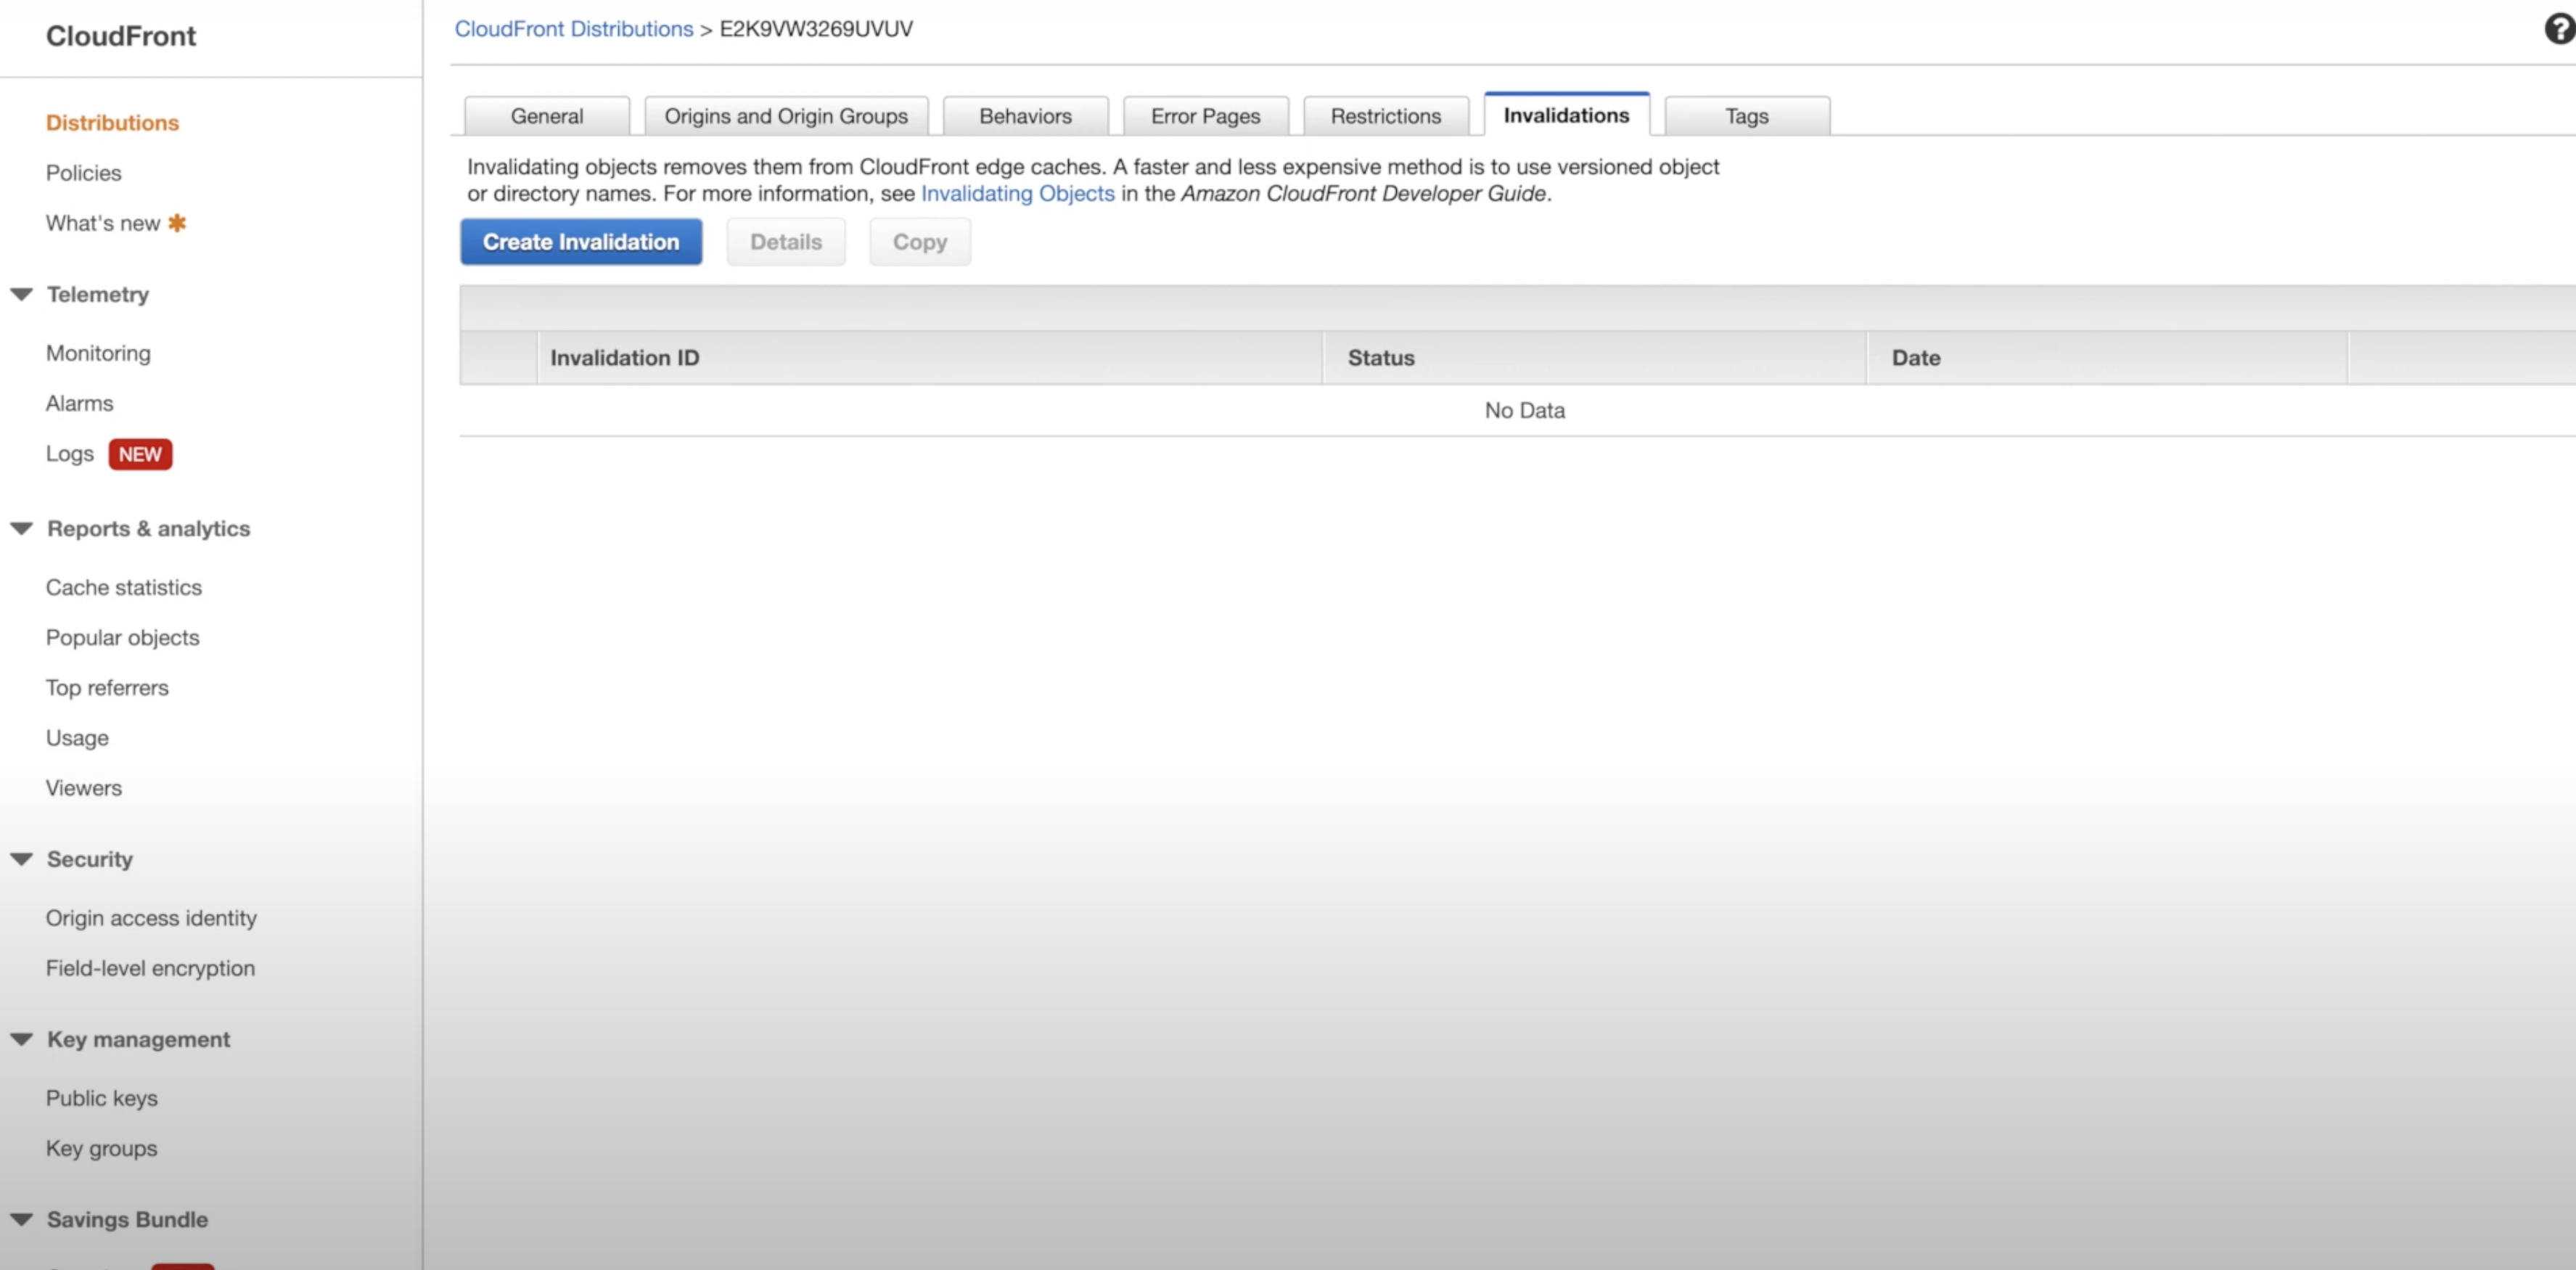 CloudFront
Distributions
Policies
What's new
Telemetry
Monitoring
Alarms
Logs NEW
Reports & analytics
Cache statistics
Popular objects
Top referrers
Usage
Viewers
Security
Origin access identity
Field-level encryption
Key management
Public keys
Key groups
Savings Bundle
CloudFront Distributions > E2K9VW3269UVUV
?
General Origins and Origin Groups Behaviors Error Pages Restrictions Invalidations Tags
Invalidating objects removes them from CloudFront edge caches. A faster and less expensive method is to use versioned object
or directory names. For more information, see Invalidating Objects in the Amazon CloudFront Developer Guide.
Create Invalidation Details Copy
Invalidation ID Status Date
No Data